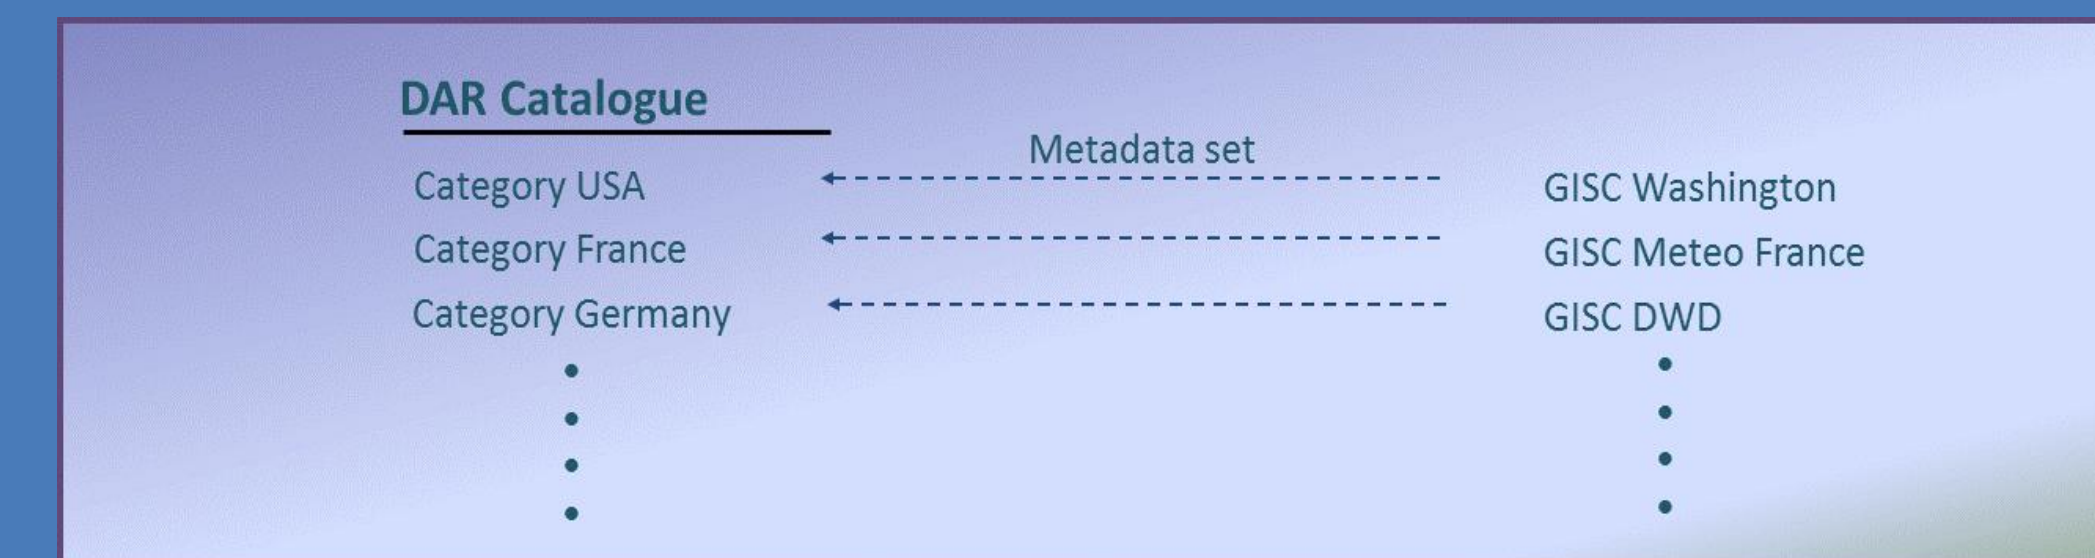 DAR Catalogue
Metadata set
Category USA
GISC Washington
Category France
GISC Meteo France
Category Germany
GISC DWD